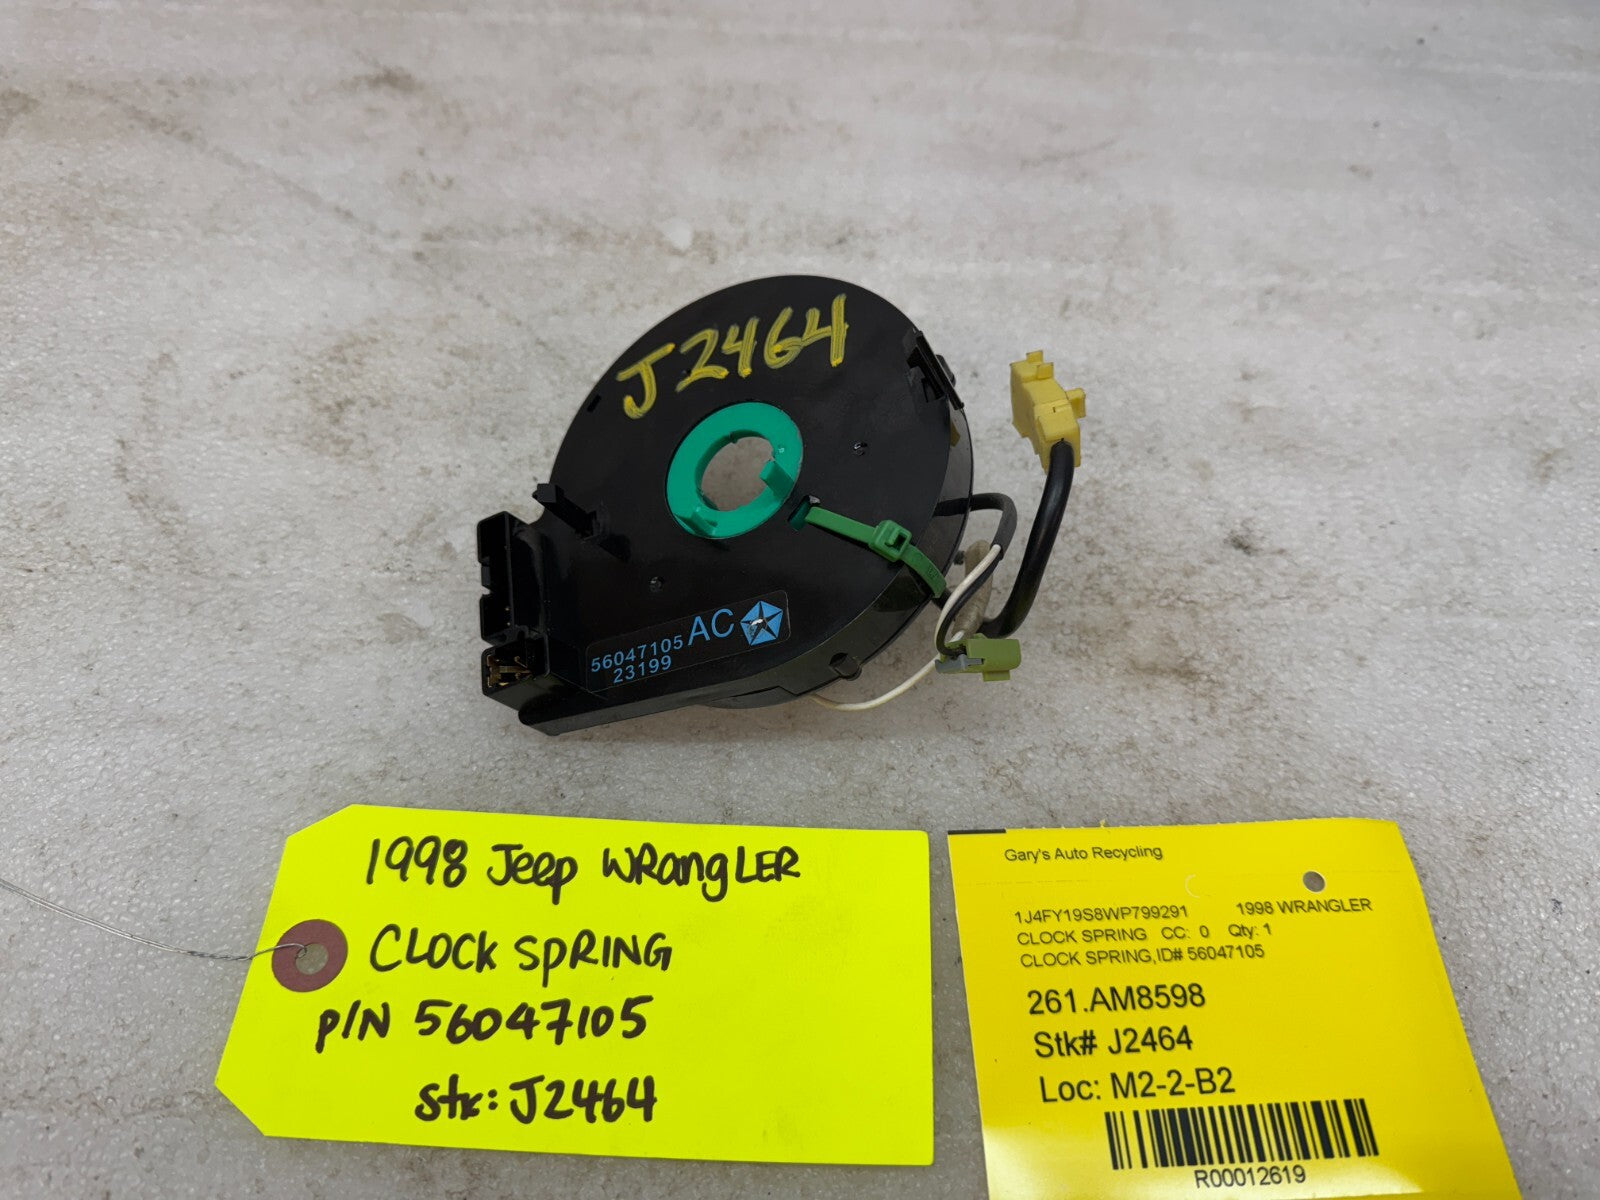 J2464
56047105 AC
23199
1998 Jeep WRangLER
CLOCK SPRING
P/N 56047105
Stk: J2464
Gary's Auto Recycling
1J4FY19S8WP799291 1998 WRANGLER
CLOCK SPRING CC: 0 Qty: 1
CLOCK SPRING,ID# 56047105
261.AM8598
Stk# J2464
Loc: M2-2-B2
R00012619